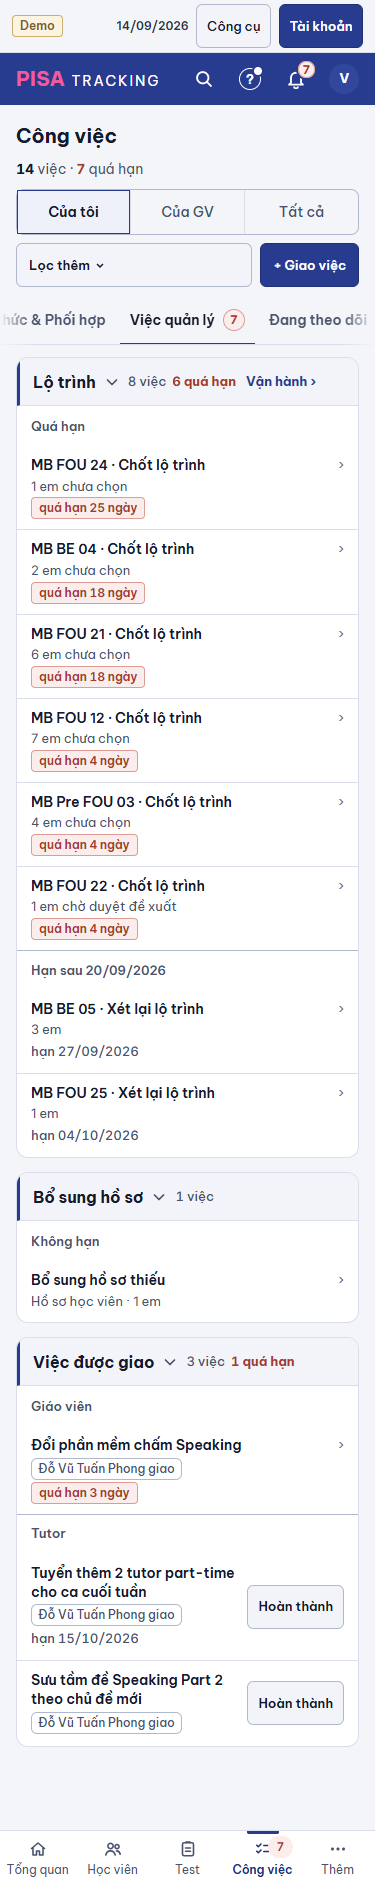 Demo
14/09/2026
Công cụ
Tài khoản
PISA TRACKING
?
7
V
Công việc
14 việc · 7 quá hạn
Của tôi
Của GV
Tất cả
Lọc thêm
+ Giao việc
hức & Phối hợp
Việc quản lý 7
Đang theo dõi
Lộ trình 8 việc 6 quá hạn Vận hành ›
Quá hạn
MB FOU 24 · Chốt lộ trình
1 em chưa chọn
quá hạn 25 ngày
MB BE 04 · Chốt lộ trình
2 em chưa chọn
quá hạn 18 ngày
MB FOU 21 · Chốt lộ trình
6 em chưa chọn
quá hạn 18 ngày
MB FOU 12 · Chốt lộ trình
7 em chưa chọn
quá hạn 4 ngày
MB Pre FOU 03 · Chốt lộ trình
4 em chưa chọn
quá hạn 4 ngày
MB FOU 22 · Chốt lộ trình
1 em chờ duyệt đề xuất
quá hạn 4 ngày
Hạn sau 20/09/2026
MB BE 05 · Xét lại lộ trình
3 em
hạn 27/09/2026
MB FOU 25 · Xét lại lộ trình
1 em
hạn 04/10/2026
Bổ sung hồ sơ 1 việc
Không hạn
Bổ sung hồ sơ thiếu
Hồ sơ học viên · 1 em
Việc được giao 3 việc 1 quá hạn
Giáo viên
Đổi phần mềm chấm Speaking
Đỗ Vũ Tuấn Phong giao
quá hạn 3 ngày
Tutor
Tuyển thêm 2 tutor part-time
cho ca cuối tuần
Đỗ Vũ Tuấn Phong giao
hạn 15/10/2026
Hoàn thành
Sưu tầm đề Speaking Part 2
theo chủ đề mới
Đỗ Vũ Tuấn Phong giao
Hoàn thành
Tổng quan
Học viên
Test
7
Công việc
Thêm